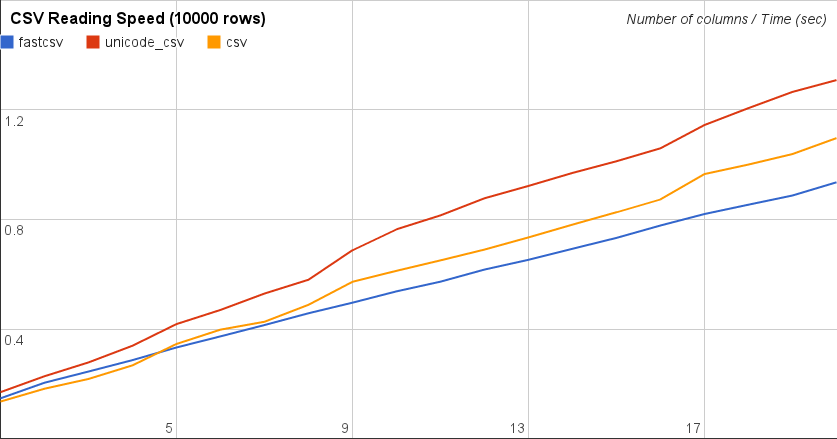 CSV Reading Speed (10000 rows)
Number of columns / Time (sec)
fastcsv unicode_csv csv
1.2
0.8
0.4
5 9 13 17